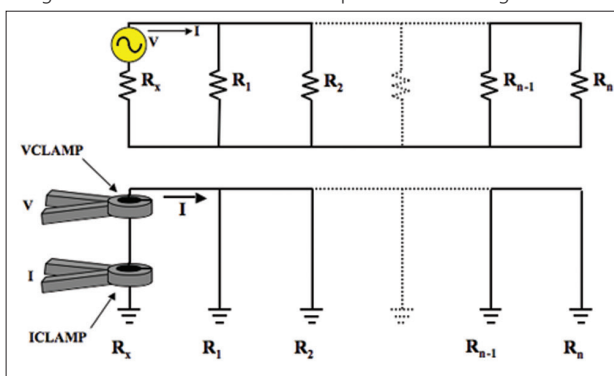 V I
Rx R1 R2 Rn-1 Rn
VCLAMP
V
I
I
ICLAMP
Rx R1 R2 Rn-1 Rn